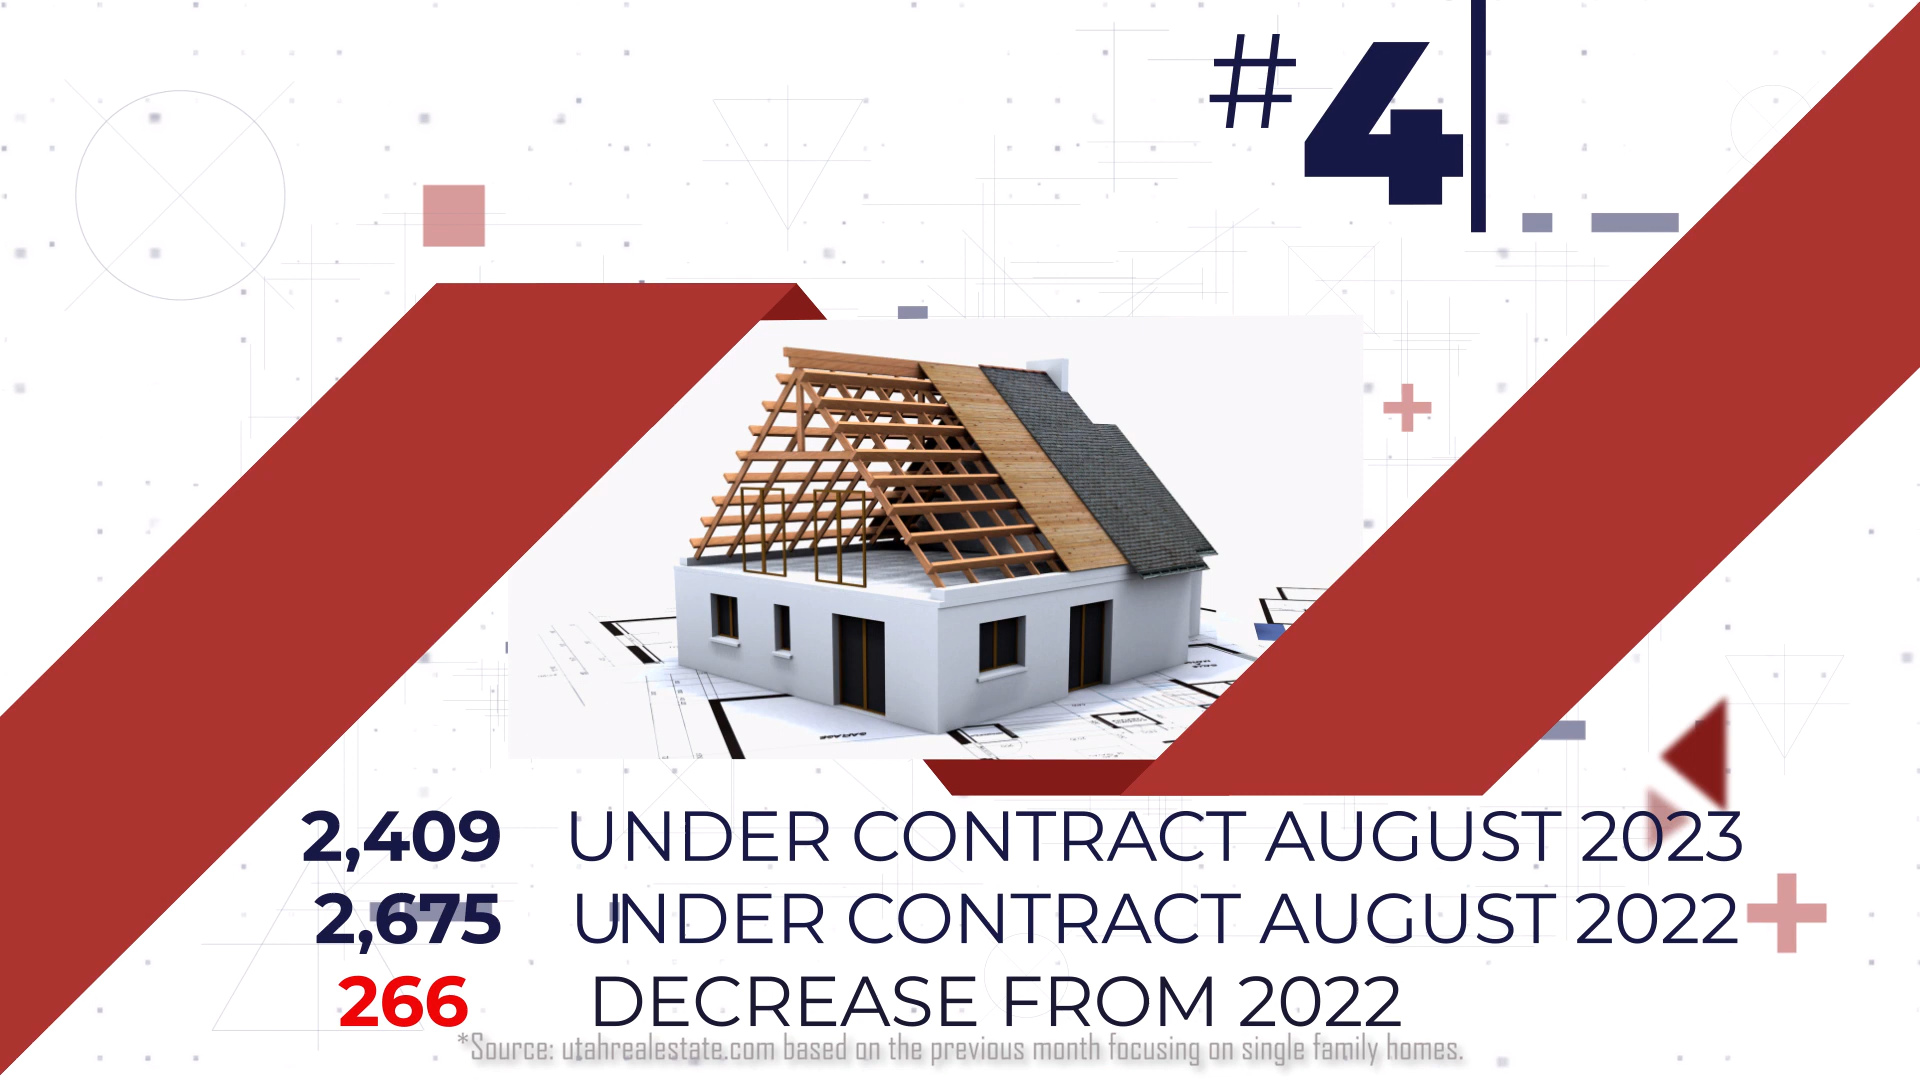 #4
GARAGE
2,409 UNDER CONTRACT AUGUST 2023
2,675 UNDER CONTRACT AUGUST 2022
266 DECREASE FROM 2022
*Source: utahrealestate.com based on the previous month focusing on single family homes.